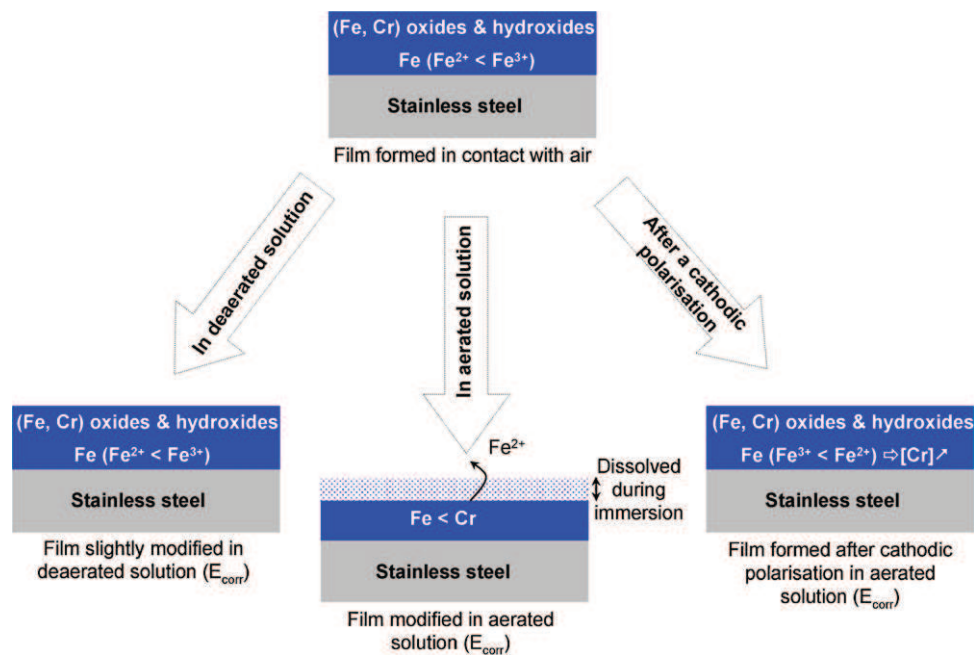 (Fe, Cr) oxides & hydroxides
Fe (Fe²⁺ < Fe³⁺)
Stainless steel
Film formed in contact with air
In deaerated solution
In aerated solution
After a cathodic
polarisation
(Fe, Cr) oxides & hydroxides
Fe (Fe²⁺ < Fe³⁺)
Stainless steel
Film slightly modified in
deaerated solution (E_corr)
Fe²⁺
Dissolved
during
immersion
Fe < Cr
Stainless steel
Film modified in aerated
solution (E_corr)
(Fe, Cr) oxides & hydroxides
Fe (Fe³⁺ < Fe²⁺) ⇨[Cr]↗
Stainless steel
Film formed after cathodic
polarisation in aerated
solution (E_corr)